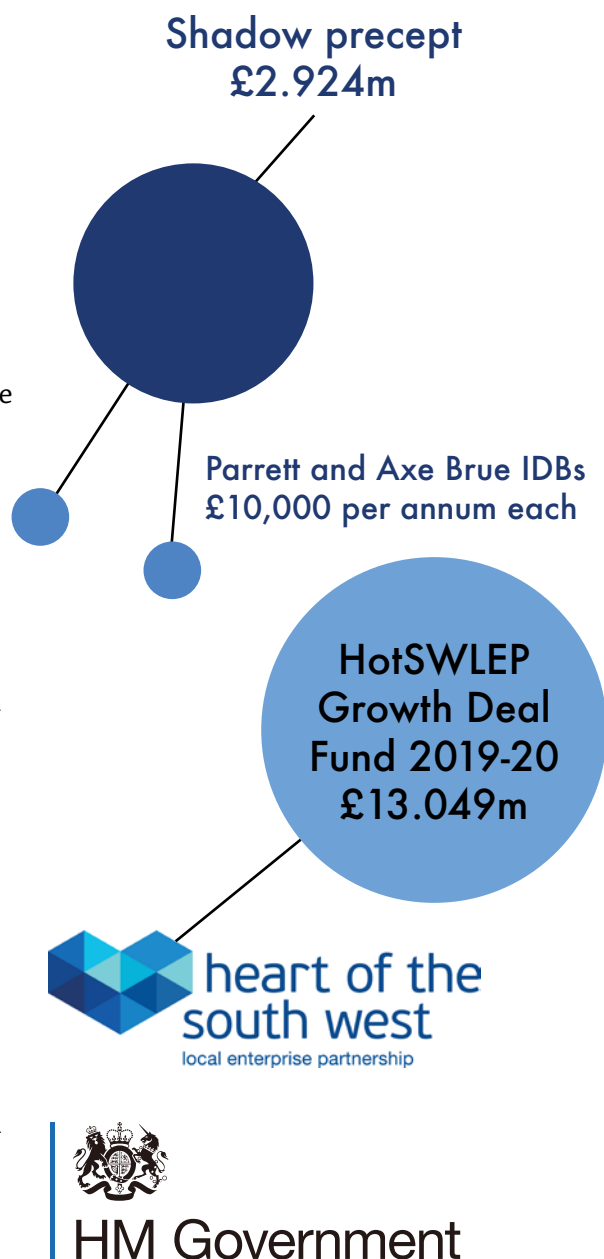 Shadow precept
£2.924m
e
Parrett and Axe Brue IDBs
£10,000 per annum each
HotSWLEP
Growth Deal
Fund 2019-20
£13.049m
heart of the
south west
local enterprise partnership
HM Government